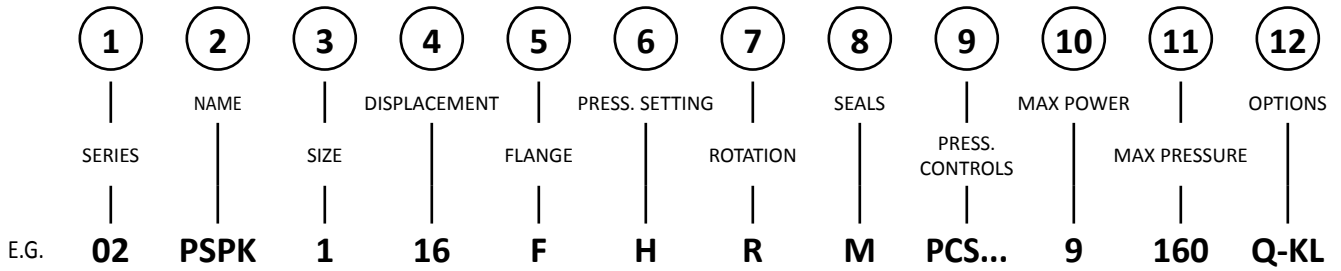 1 2 3 4 5 6 7 8 9 10 11 12
NAME DISPLACEMENT PRESS. SETTING SEALS MAX POWER OPTIONS
SERIES SIZE FLANGE ROTATION PRESS. CONTROLS MAX PRESSURE
E.G. 02 PSPK 1 16 F H R M PCS... 9 160 Q-KL